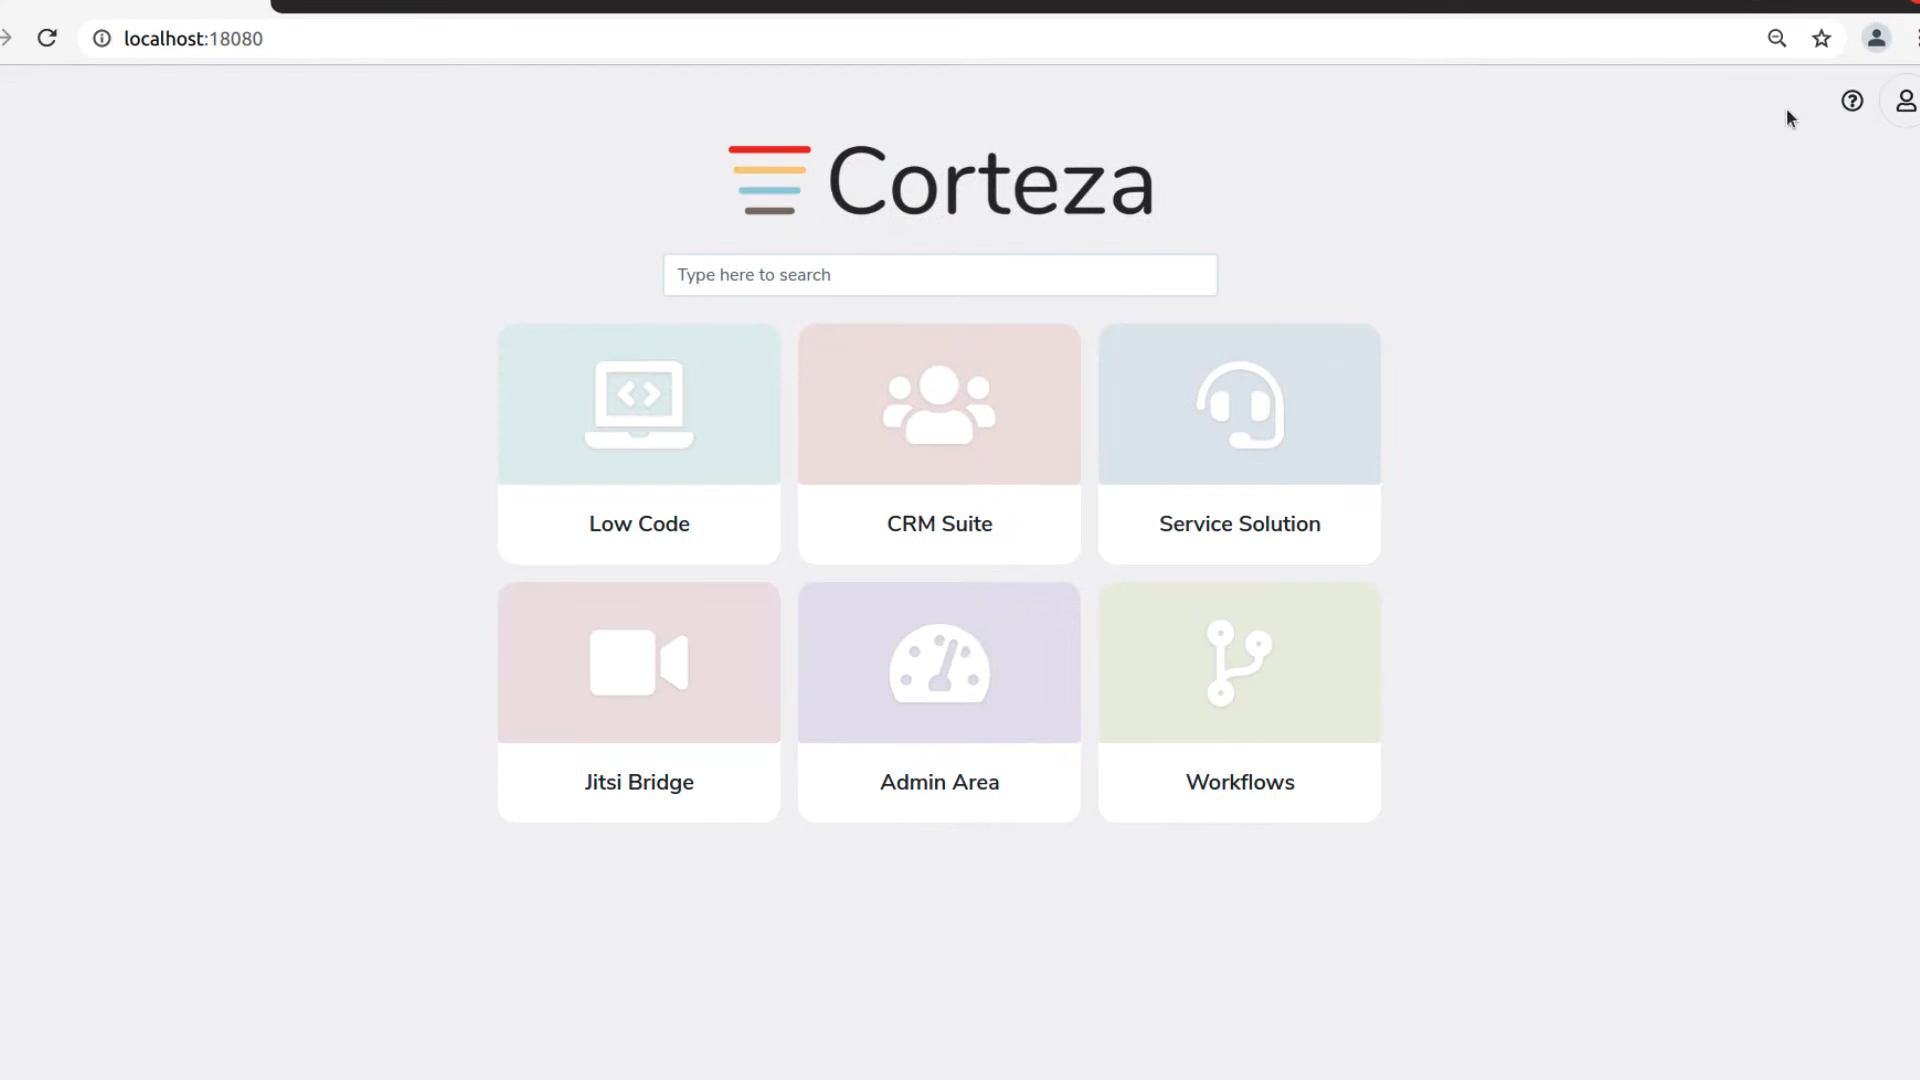 localhost:18080
Corteza
Type here to search
Low Code
CRM Suite
Service Solution
Jitsi Bridge
Admin Area
Workflows